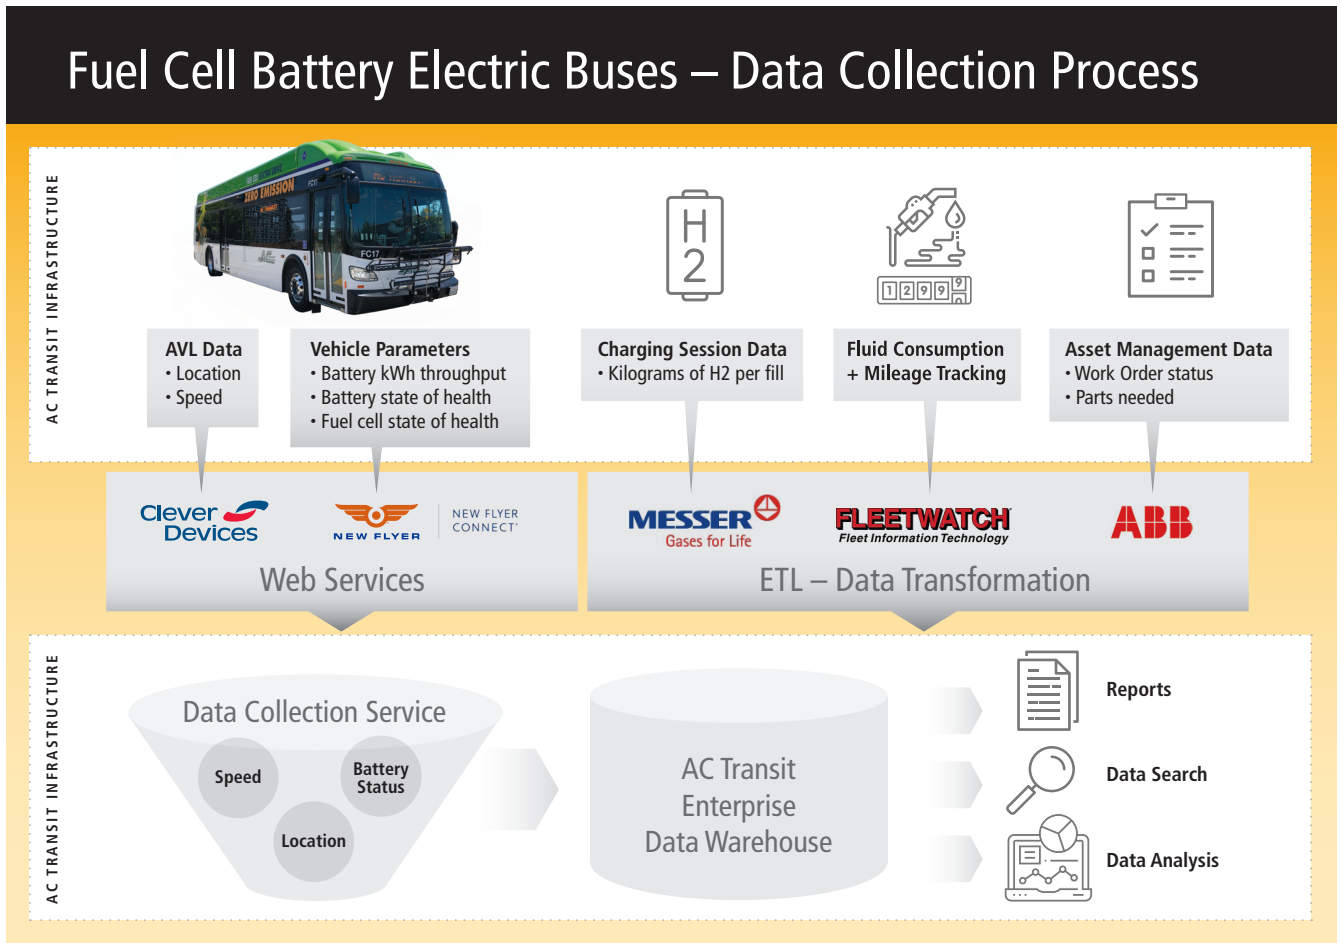 Fuel Cell Battery Electric Buses – Data Collection Process
AC TRANSIT INFRASTRUCTURE
ZERO EMISSION
FC17
FC17
H
2
1 2 9 9
AVL Data
• Location
• Speed
Vehicle Parameters
• Battery kWh throughput
• Battery state of health
• Fuel cell state of health
Charging Session Data
• Kilograms of H2 per fill
Fluid Consumption
+ Mileage Tracking
Asset Management Data
• Work Order status
• Parts needed
Clever
Devices
NEW FLYER
NEW FLYER
CONNECT
Web Services
MESSER
Gases for Life
FLEETWATCH
Fleet Information Technology
ABB
ETL – Data Transformation
AC TRANSIT INFRASTRUCTURE
Data Collection Service
Speed
Battery
Status
Location
AC Transit
Enterprise
Data Warehouse
Reports
Data Search
Data Analysis